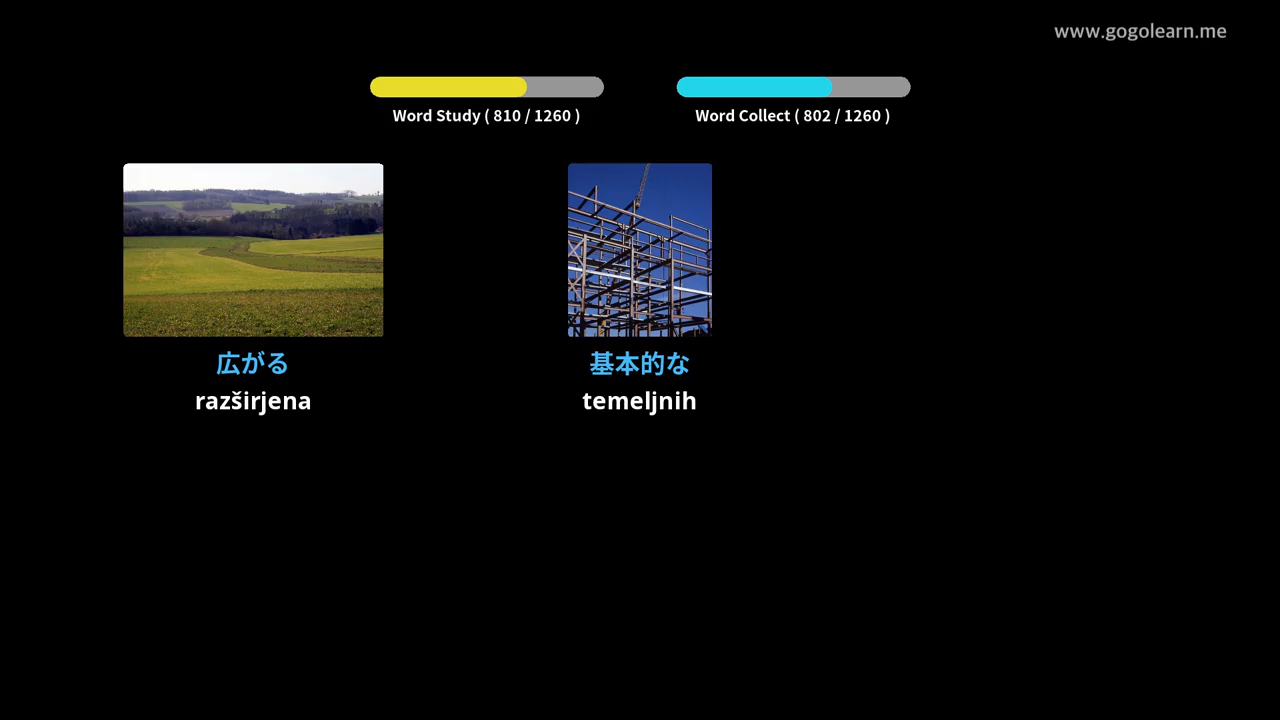 www.gogolearn.me
Word Study ( 810 / 1260 )
Word Collect ( 802 / 1260 )
広がる
razširjena
基本的な
temeljnih